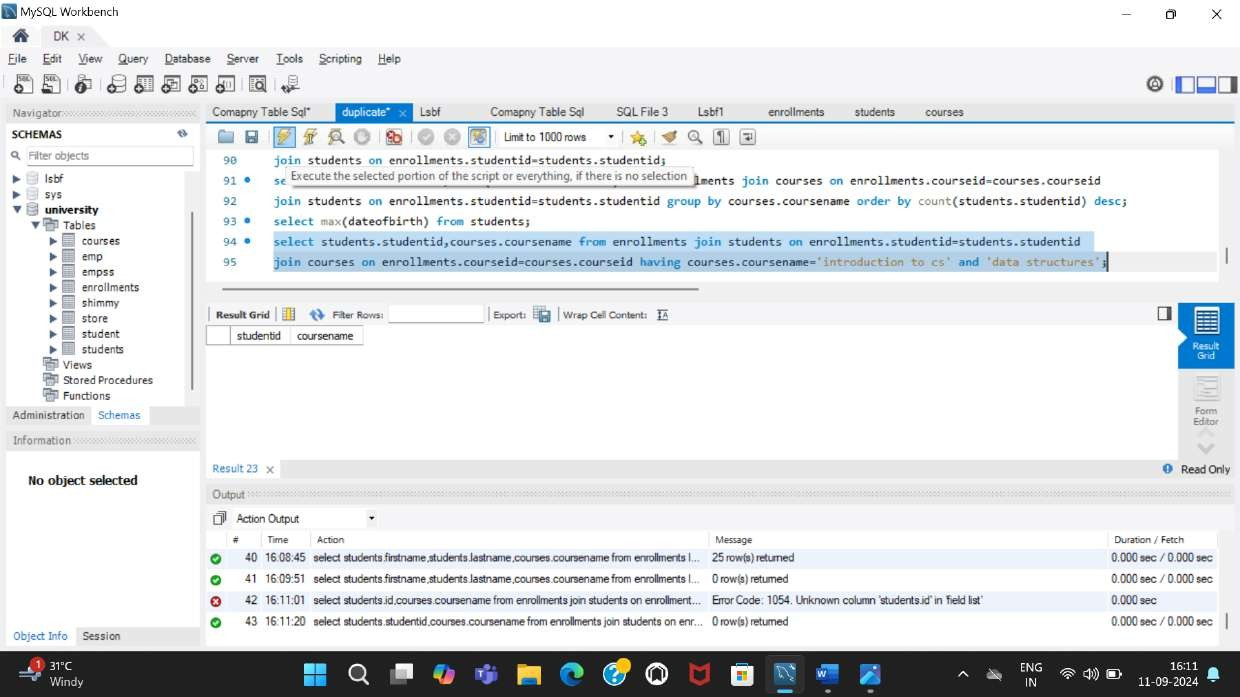 MySQL Workbench
DK
File Edit View Query Database Server Tools Scripting Help
Navigator
SCHEMAS
Filter objects
lsbf
sys
university
Tables
courses
emp
empss
enrollments
shimmy
store
student
students
Views
Stored Procedures
Functions
Administration Schemas
Information
No object selected
Object Info Session
Comapny Table Sql* duplicate* Lsbf Comapny Table Sql SQL File 3 Lsbf1 enrollments students courses
Limit to 1000 rows
90 join students on enrollments.studentid=students.studentid;
Execute the selected portion of the script or everything, if there is no selection
91 se lments join courses on enrollments.courseid=courses.courseid
92 join students on enrollments.studentid=students.studentid group by courses.coursename order by count(students.studentid) desc;
93 select max(dateofbirth) from students;
94 select students.studentid,courses.coursename from enrollments join students on enrollments.studentid=students.studentid
95 join courses on enrollments.courseid=courses.courseid having courses.coursename='introduction to cs' and 'data structures';
Result Grid Filter Rows: Export: Wrap Cell Content:
studentid coursename
Result Grid
Form Editor
Result 23 Read Only
Output
Action Output
# Time Action Message Duration / Fetch
40 16:08:45 select students.firstname,students.lastname,courses.coursename from enrollments l... 25 row(s) returned 0.000 sec / 0.000 sec
41 16:09:51 select students.firstname,students.lastname,courses.coursename from enrollments l... 0 row(s) returned 0.000 sec / 0.000 sec
42 16:11:01 select students.id,courses.coursename from enrollments join students on enrollment... Error Code: 1054. Unknown column 'students.id' in 'field list' 0.000 sec
43 16:11:20 select students.studentid,courses.coursename from enrollments join students on enr... 0 row(s) returned 0.000 sec / 0.000 sec
1
31°C
Windy
ENG
IN
16:11
11-09-2024